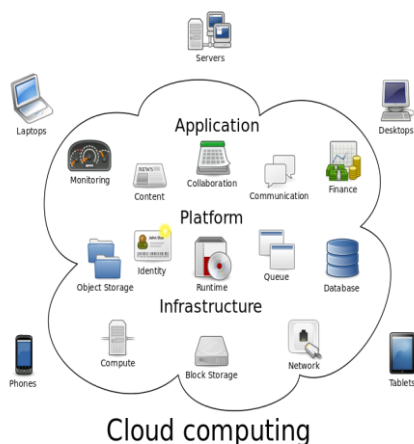 Servers
Laptops
Desktops
Application
Monitoring
Content
NEWS
Collaboration
Communication
Finance
Platform
Object Storage
Identity
Runtime
Queue
Database
Infrastructure
Compute
Block Storage
Network
Phones
Tablets
Cloud computing